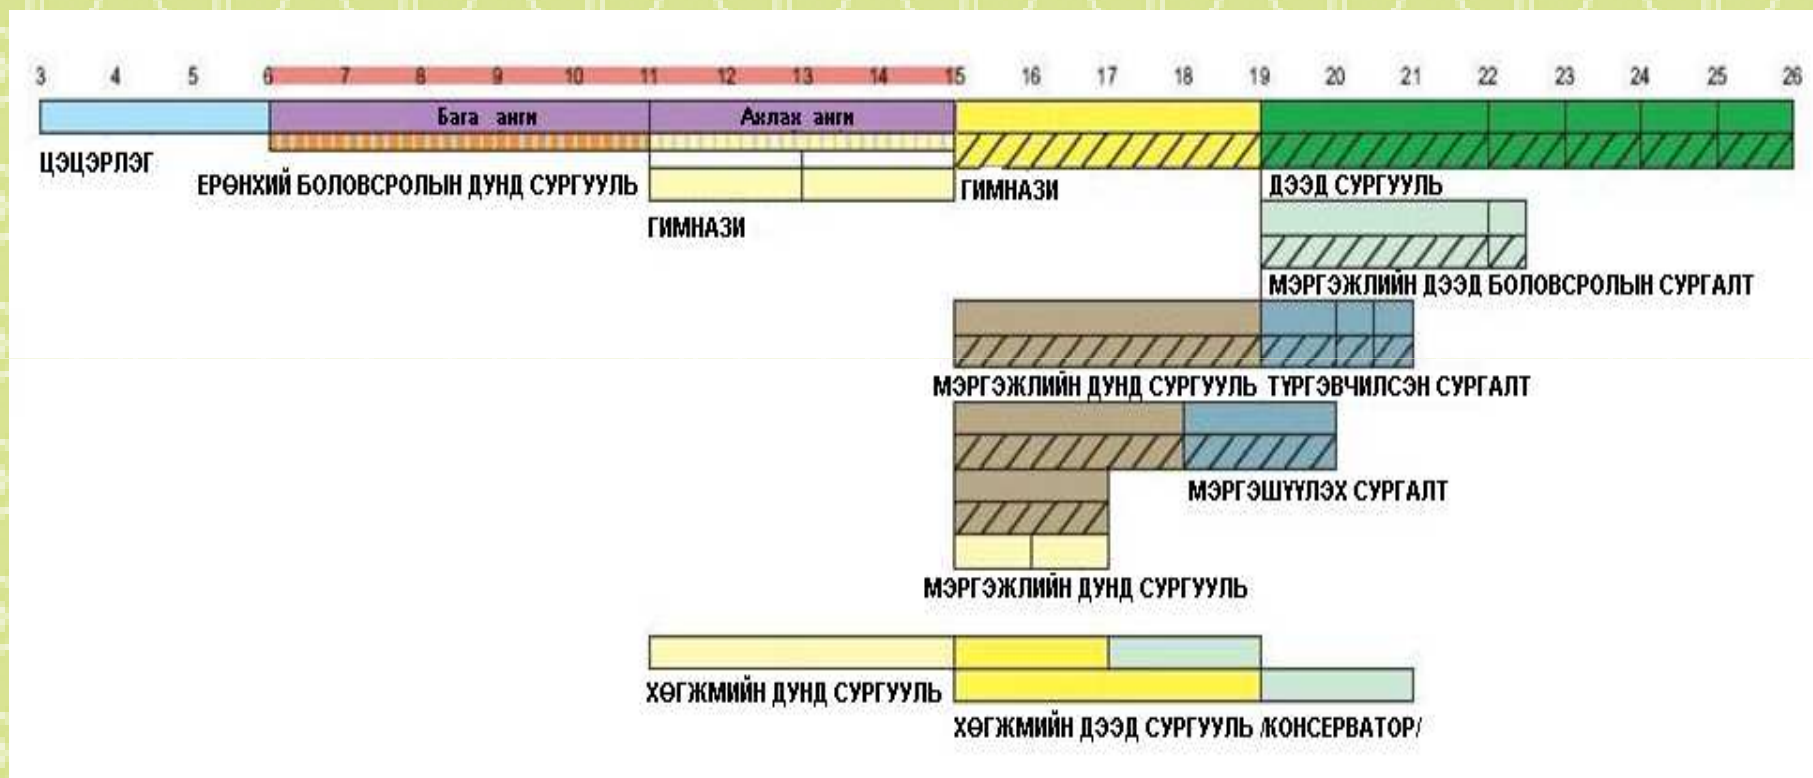 3 4 5 6 7 8 9 10 11 12 13 14 15 16 17 18 19 20 21 22 23 24 25 26
Бага анги Ахлах анги
ЦЭЦЭРЛЭГ
ЕРӨНХИЙ БОЛОВСРОЛЫН ДУНД СУРГУУЛЬ
ГИМНАЗИ
ГИМНАЗИ
ДЭЭД СУРГУУЛЬ
МЭРГЭЖЛИЙН ДЭЭД БОЛОВСРОЛЫН СУРГАЛТ
МЭРГЭЖЛИЙН ДУНД СУРГУУЛЬ ТҮРГЭВЧИЛСЭН СУРГАЛТ
МЭРГЭШҮҮЛЭХ СУРГАЛТ
МЭРГЭЖЛИЙН ДУНД СУРГУУЛЬ
ХӨГЖМИЙН ДУНД СУРГУУЛЬ
ХӨГЖМИЙН ДЭЭД СУРГУУЛЬ /КОНСЕРВАТОР/